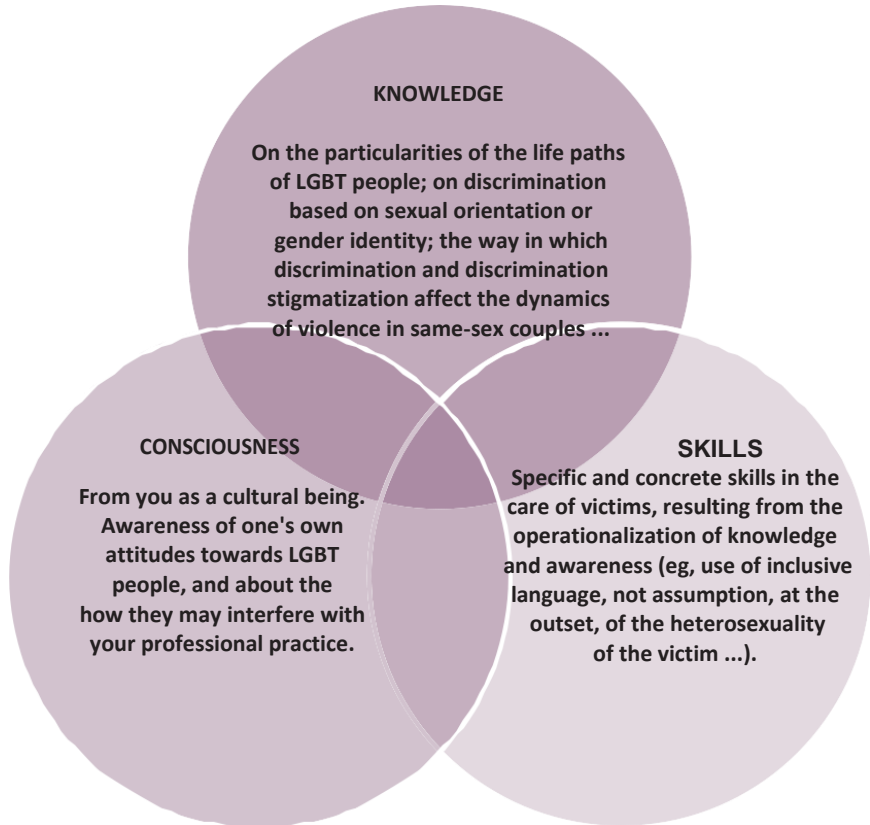 KNOWLEDGE
On the particularities of the life paths
of LGBT people; on discrimination
based on sexual orientation or
gender identity; the way in which
discrimination and discrimination
stigmatization affect the dynamics
of violence in same-sex couples ...
CONSCIOUSNESS
From you as a cultural being.
Awareness of one's own
attitudes towards LGBT
people, and about the
how they may interfere with
your professional practice.
SKILLS
Specific and concrete skills in the
care of victims, resulting from the
operationalization of knowledge
and awareness (eg, use of inclusive
language, not assumption, at the
outset, of the heterosexuality
of the victim ...).